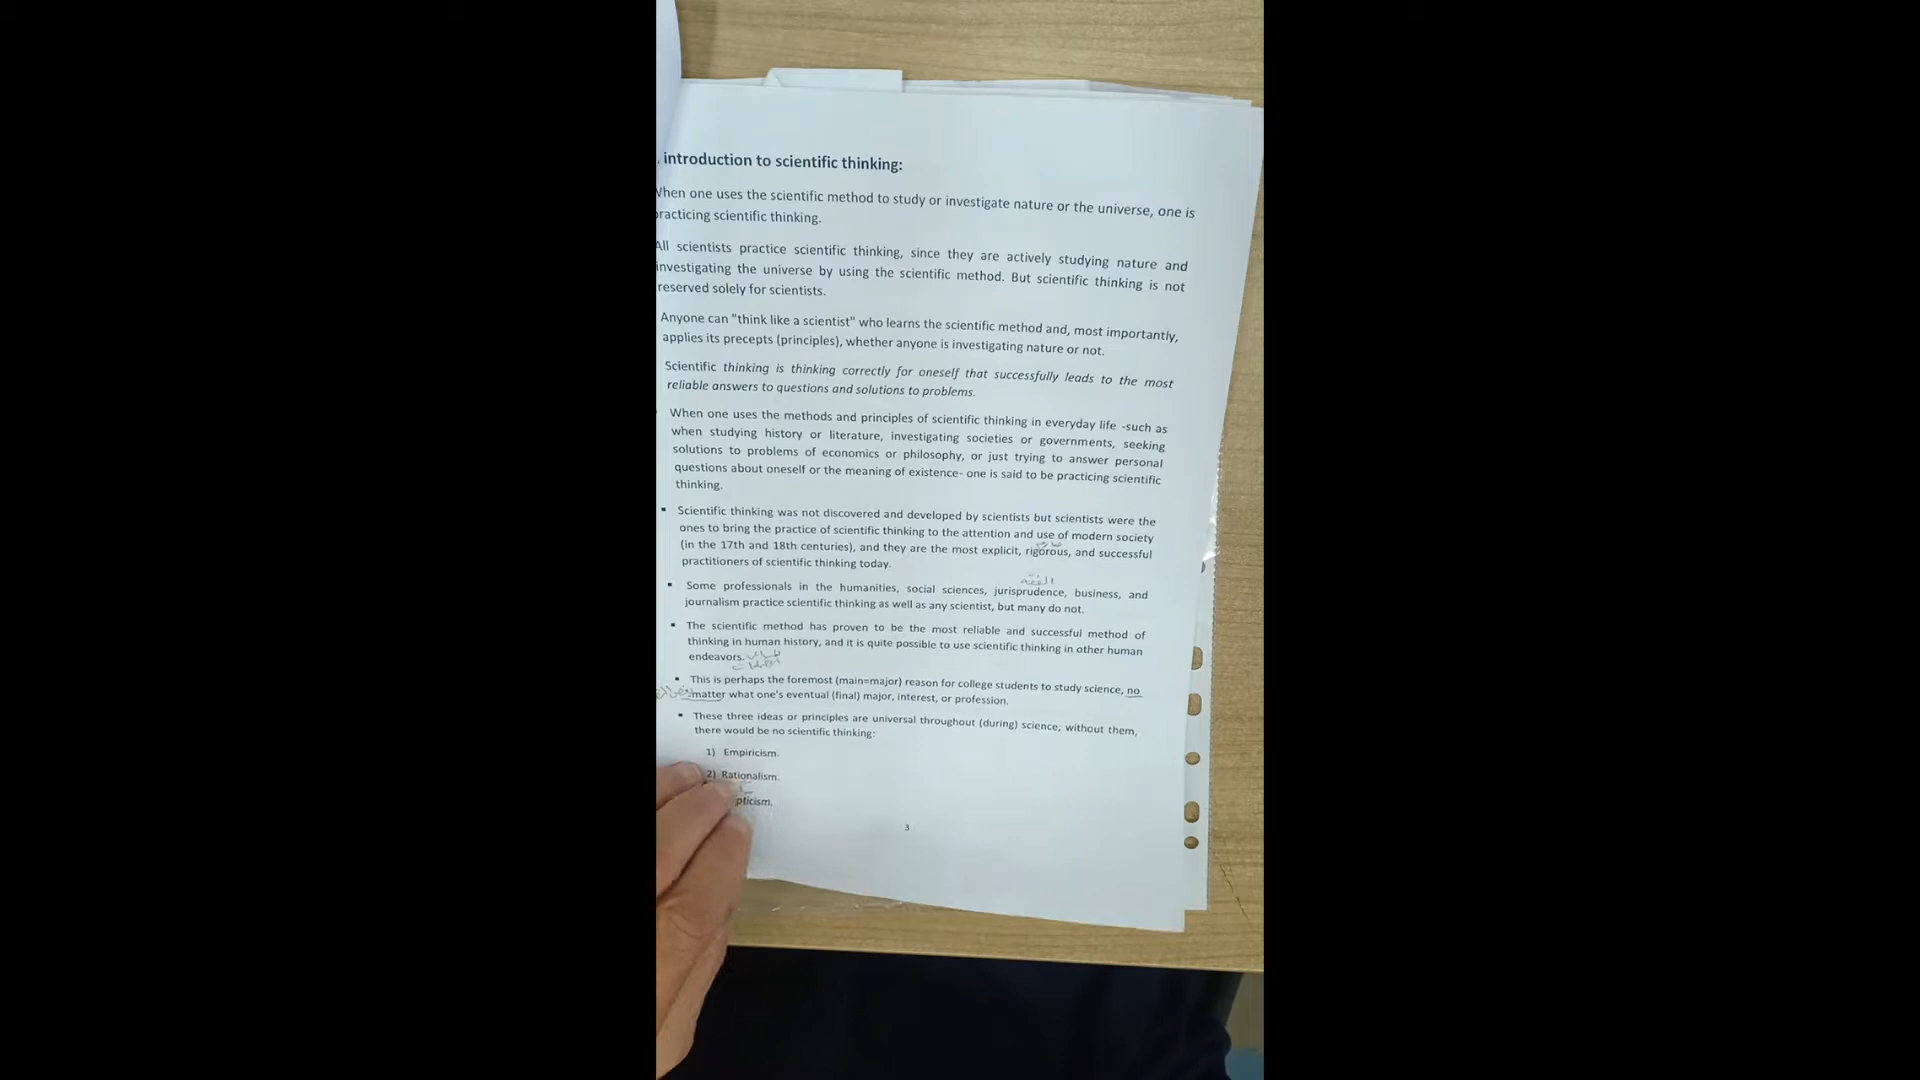 introduction to scientific thinking:
When one uses the scientific method to study or investigate nature or the universe, one is
practicing scientific thinking.
All scientists practice scientific thinking, since they are actively studying nature and
investigating the universe by using the scientific method. But scientific thinking is not
reserved solely for scientists.
Anyone can "think like a scientist" who learns the scientific method and, most importantly,
applies its precepts (principles), whether anyone is investigating nature or not.
Scientific thinking is thinking correctly for oneself that successfully leads to the most
reliable answers to questions and solutions to problems.
When one uses the methods and principles of scientific thinking in everyday life -such as
when studying history or literature, investigating societies or governments, seeking
solutions to problems of economics or philosophy, or just trying to answer personal
questions about oneself or the meaning of existence- one is said to be practicing scientific
thinking.
▪ Scientific thinking was not discovered and developed by scientists but scientists were the
ones to bring the practice of scientific thinking to the attention and use of modern society
صارم
(in the 17th and 18th centuries), and they are the most explicit, rigorous, and successful
practitioners of scientific thinking today.
الفقه
▪ Some professionals in the humanities, social sciences, jurisprudence, business, and
journalism practice scientific thinking as well as any scientist, but many do not.
▪ The scientific method has proven to be the most reliable and successful method of
thinking in human history, and it is quite possible to use scientific thinking in other human
endeavors.
▪ This is perhaps the foremost (main=major) reason for college students to study science, no
matter what one's eventual (final) major, interest, or profession.
▪ These three ideas or principles are universal throughout (during) science; without them,
there would be no scientific thinking:
1) Empiricism.
2) Rationalism.
pticism.
3